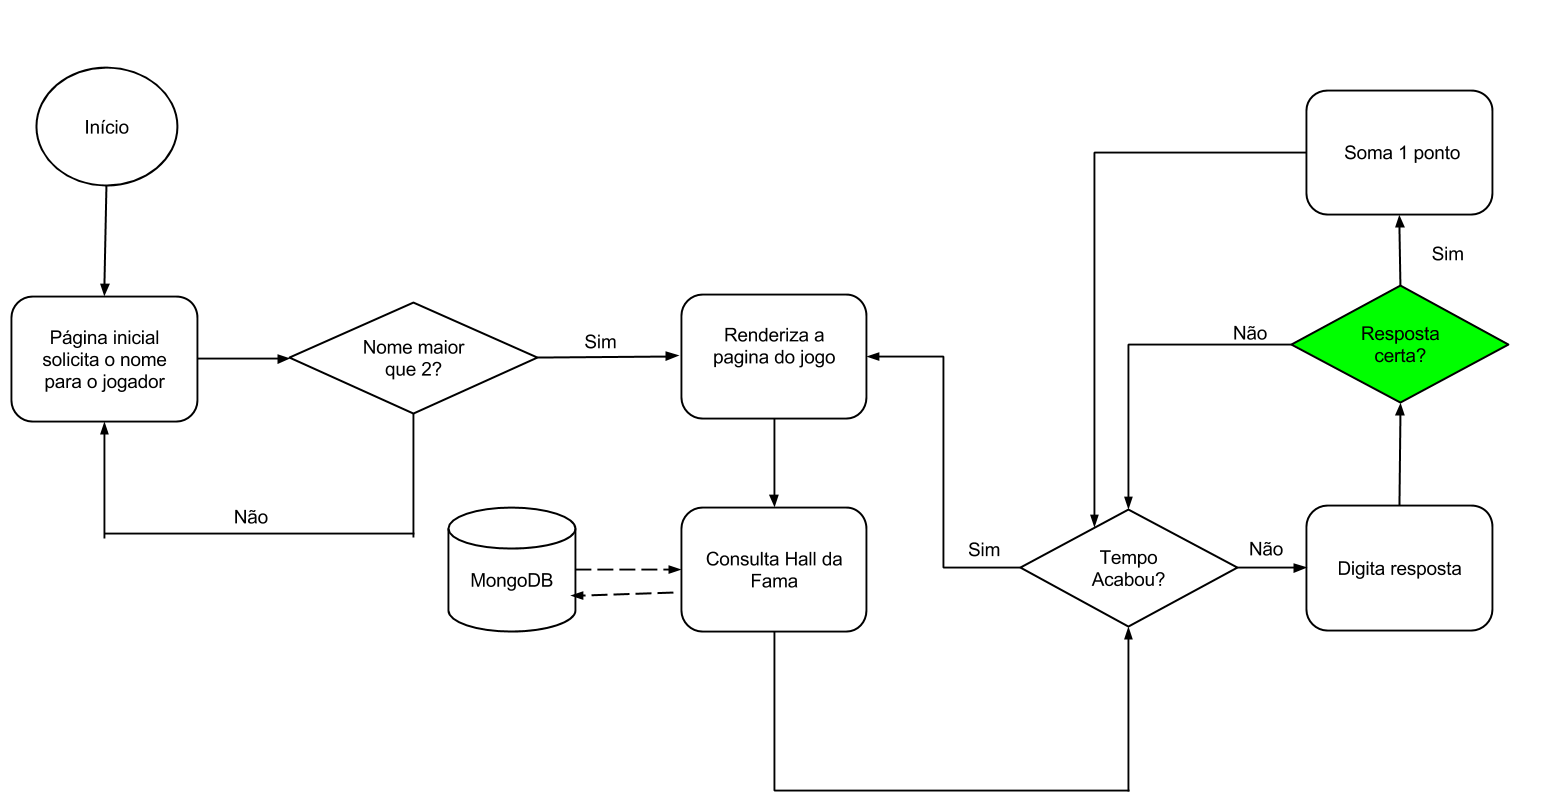 Início
Página inicial
solicita o nome
para o jogador
Nome maior
que 2?
Sim
Não
Renderiza a
pagina do jogo
MongoDB
Consulta Hall da
Fama
Sim
Tempo
Acabou?
Não
Digita resposta
Resposta
certa?
Não
Sim
Soma 1 ponto